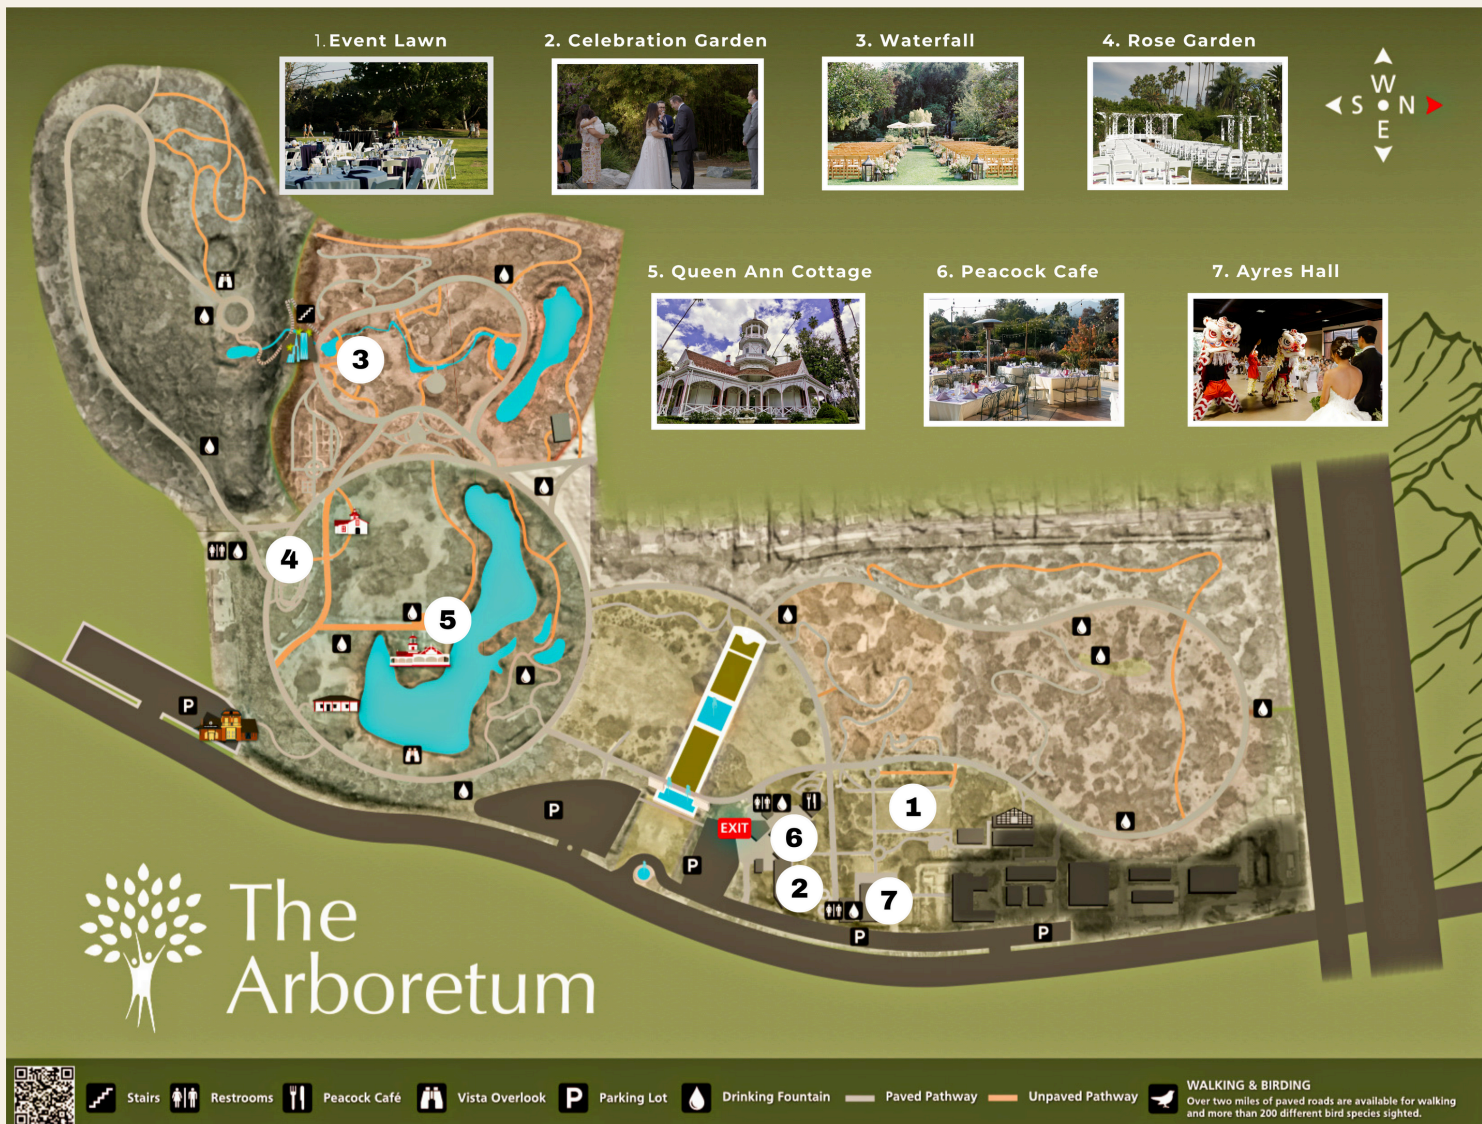 1. Event Lawn
2. Celebration Garden
3. Waterfall
4. Rose Garden
W
S N
E
5. Queen Ann Cottage
6. Peacock Cafe
7. Ayres Hall
3
4
5
P
P
1
EXIT
6
P
2
7
P
P
The
Arboretum
Stairs
Restrooms
Peacock Café
Vista Overlook
P Parking Lot
Drinking Fountain
Paved Pathway
Unpaved Pathway
WALKING & BIRDING
Over two miles of paved roads are available for walking
and more than 200 different bird species sighted.